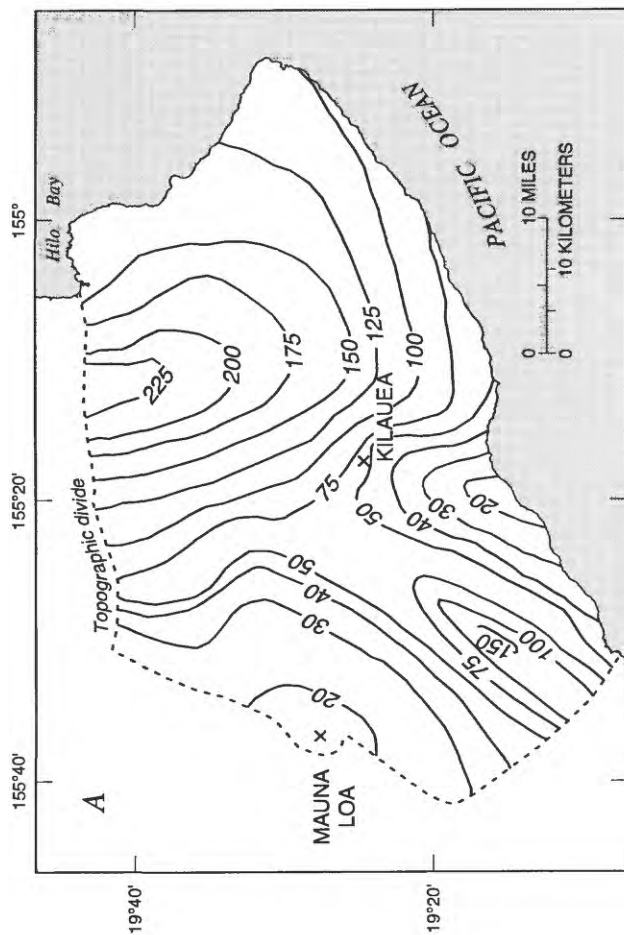 155°40'
155°20'
155°
A
Hilo Bay
Topographic divide
19°40'
225
200
175
150
125
100
75
50
40
30
20
50
40
30
20
MAUNA
LOA
KILAUEA
150
100
75
19°20'
PACIFIC OCEAN
0 10 MILES
0 10 KILOMETERS